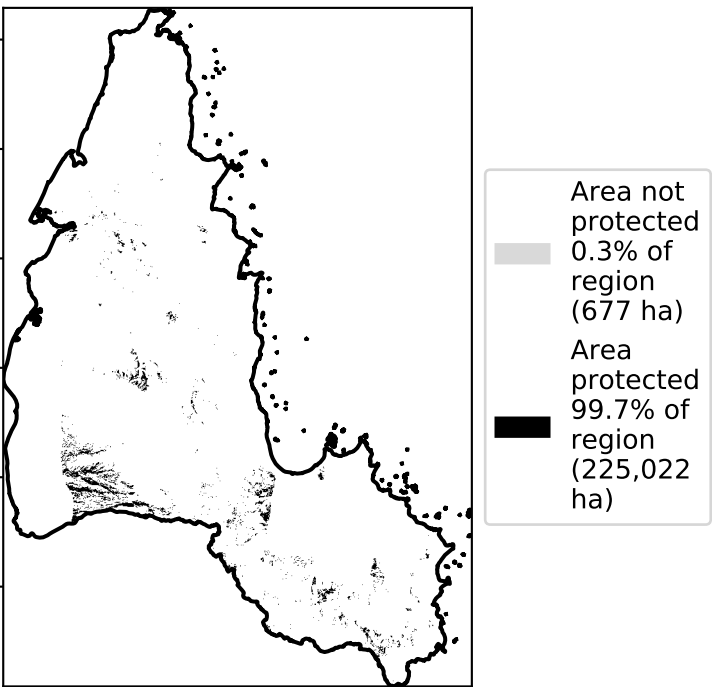 Area not
protected
0.3% of
region
(677 ha)
Area
protected
99.7% of
region
(225,022
ha)